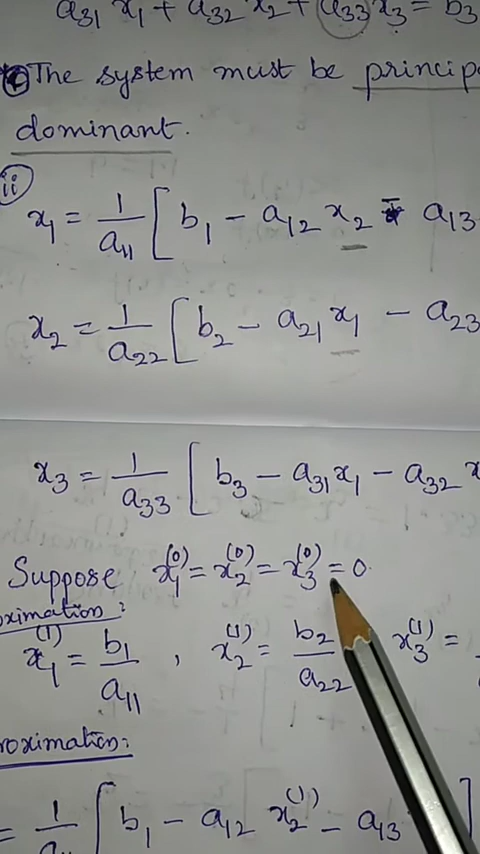 a₃₁ x₁ + a₃₂ x₂ + a₃₃ x₃ = b₃
The system must be
dominant.
ii
x₁ = 1/a₁₁ [ b₁ − a₁₂ x₂ − a₁₃
x₂ = 1/a₂₂ [ b₂ − a₂₁ x₁ − a₂₃
x₃ = 1/a₃₃ [ b₃ − a₃₁ x₁ − a₃₂ x
Suppose x₁⁽⁰⁾ = x₂⁽⁰⁾ = x₃⁽⁰⁾ = 0.
x₁⁽¹⁾ = b₁/a₁₁ , x₂⁽¹⁾ = b₂/a₂₂ x₃⁽¹⁾ =
= 1/a [ b₁ − a₁₂ x₂⁽¹⁾ − a₁₃ ]